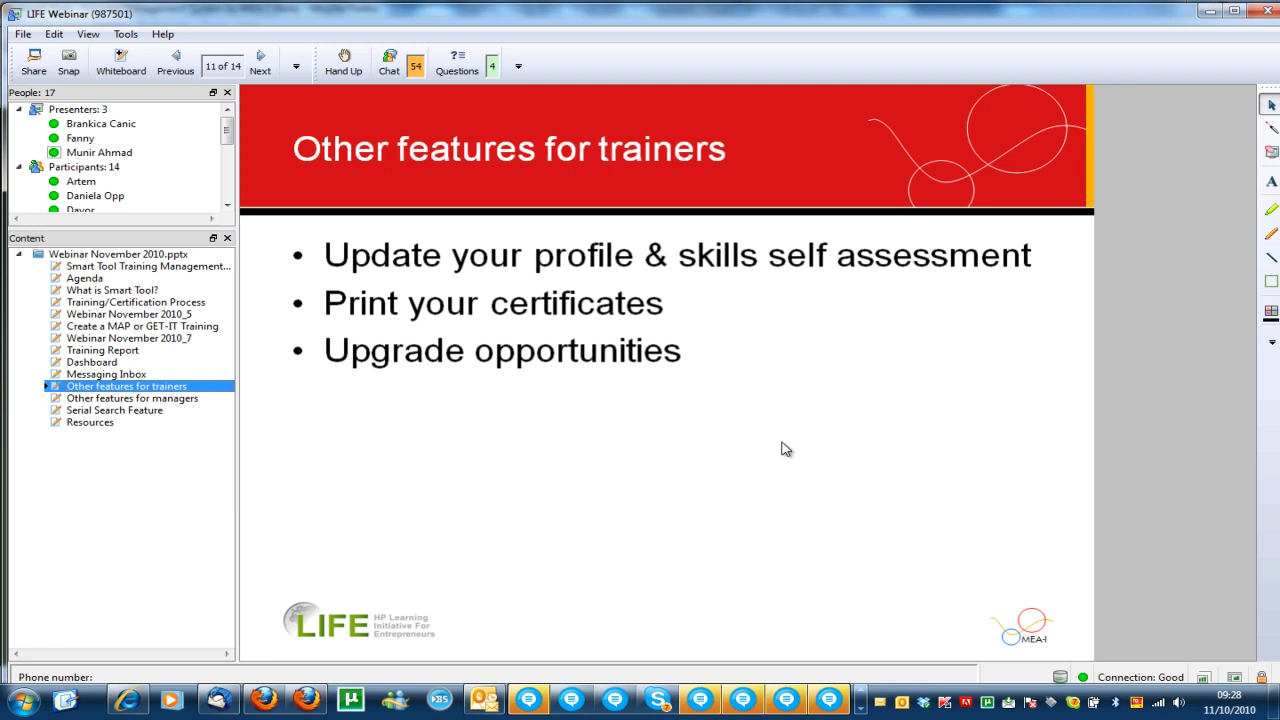 LIFE Webinar (987501)
File Edit View Tools Help
Share Snap Whiteboard Previous 11 of 14 Next Hand Up Chat 54 Questions 4
People: 17
Presenters: 3
Brankica Canic
Fanny
Munir Ahmad
Participants: 14
Artem
Daniela Opp
Davor
Content
Webinar November 2010.pptx
Smart Tool Training Management...
Agenda
What is Smart Tool?
Training/Certification Process
Webinar November 2010_5
Create a MAP or GET-IT Training
Webinar November 2010_7
Training Report
Dashboard
Messaging Inbox
Other features for trainers
Other features for managers
Serial Search Feature
Resources
Other features for trainers
• Update your profile & skills self assessment
• Print your certificates
• Upgrade opportunities
LIFE
HP Learning
Initiative For
Entrepreneurs
MEA-I
Phone number:
Connection: Good
09:28
11/10/2010